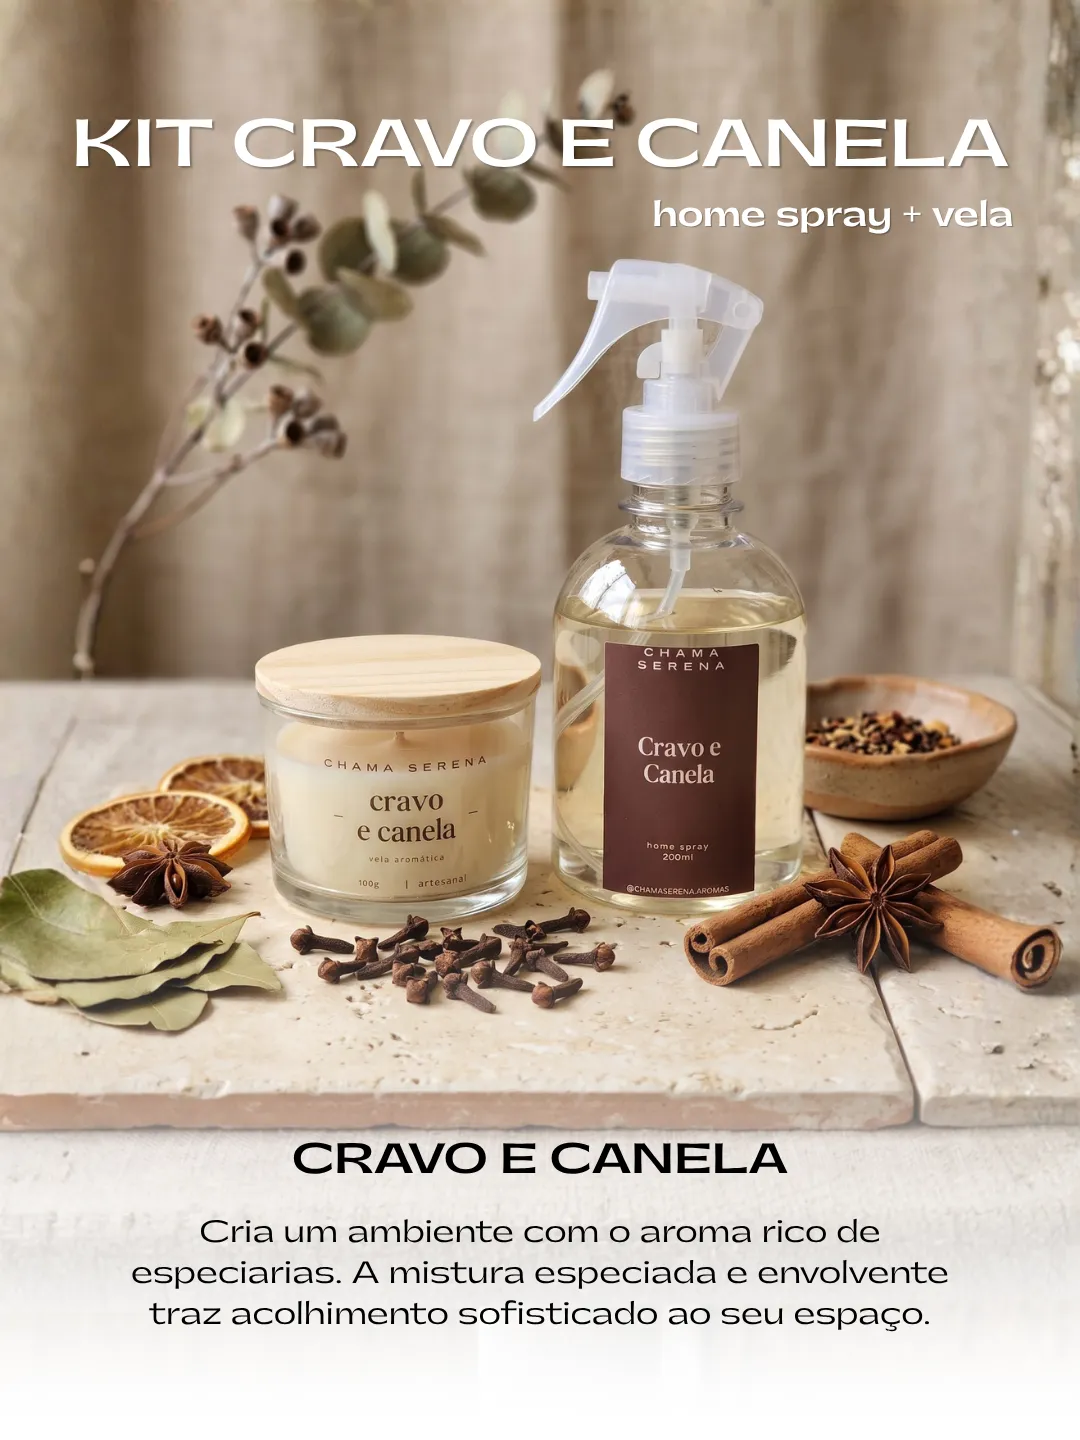 KIT CRAVO E CANELA
home spray + vela
CHAMA
SERENA
Cravo e
Canela
home spray
200ml
@CHAMASERENA.AROMAS
CHAMA SERENA
cravo
e canela
vela aromática
100g | artesanal
CRAVO E CANELA
Cria um ambiente com o aroma rico de
especiarias. A mistura especiada e envolvente
traz acolhimento sofisticado ao seu espaço.